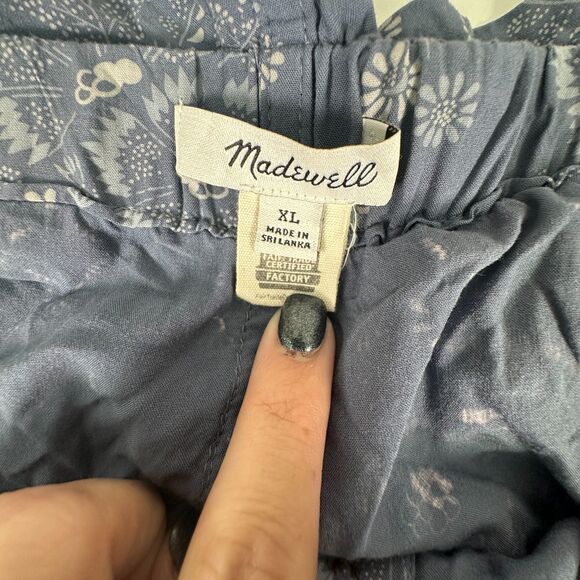 Madewell
XL
MADE IN
SRI LANKA
FAIR TRADE
CERTIFIED
FACTORY